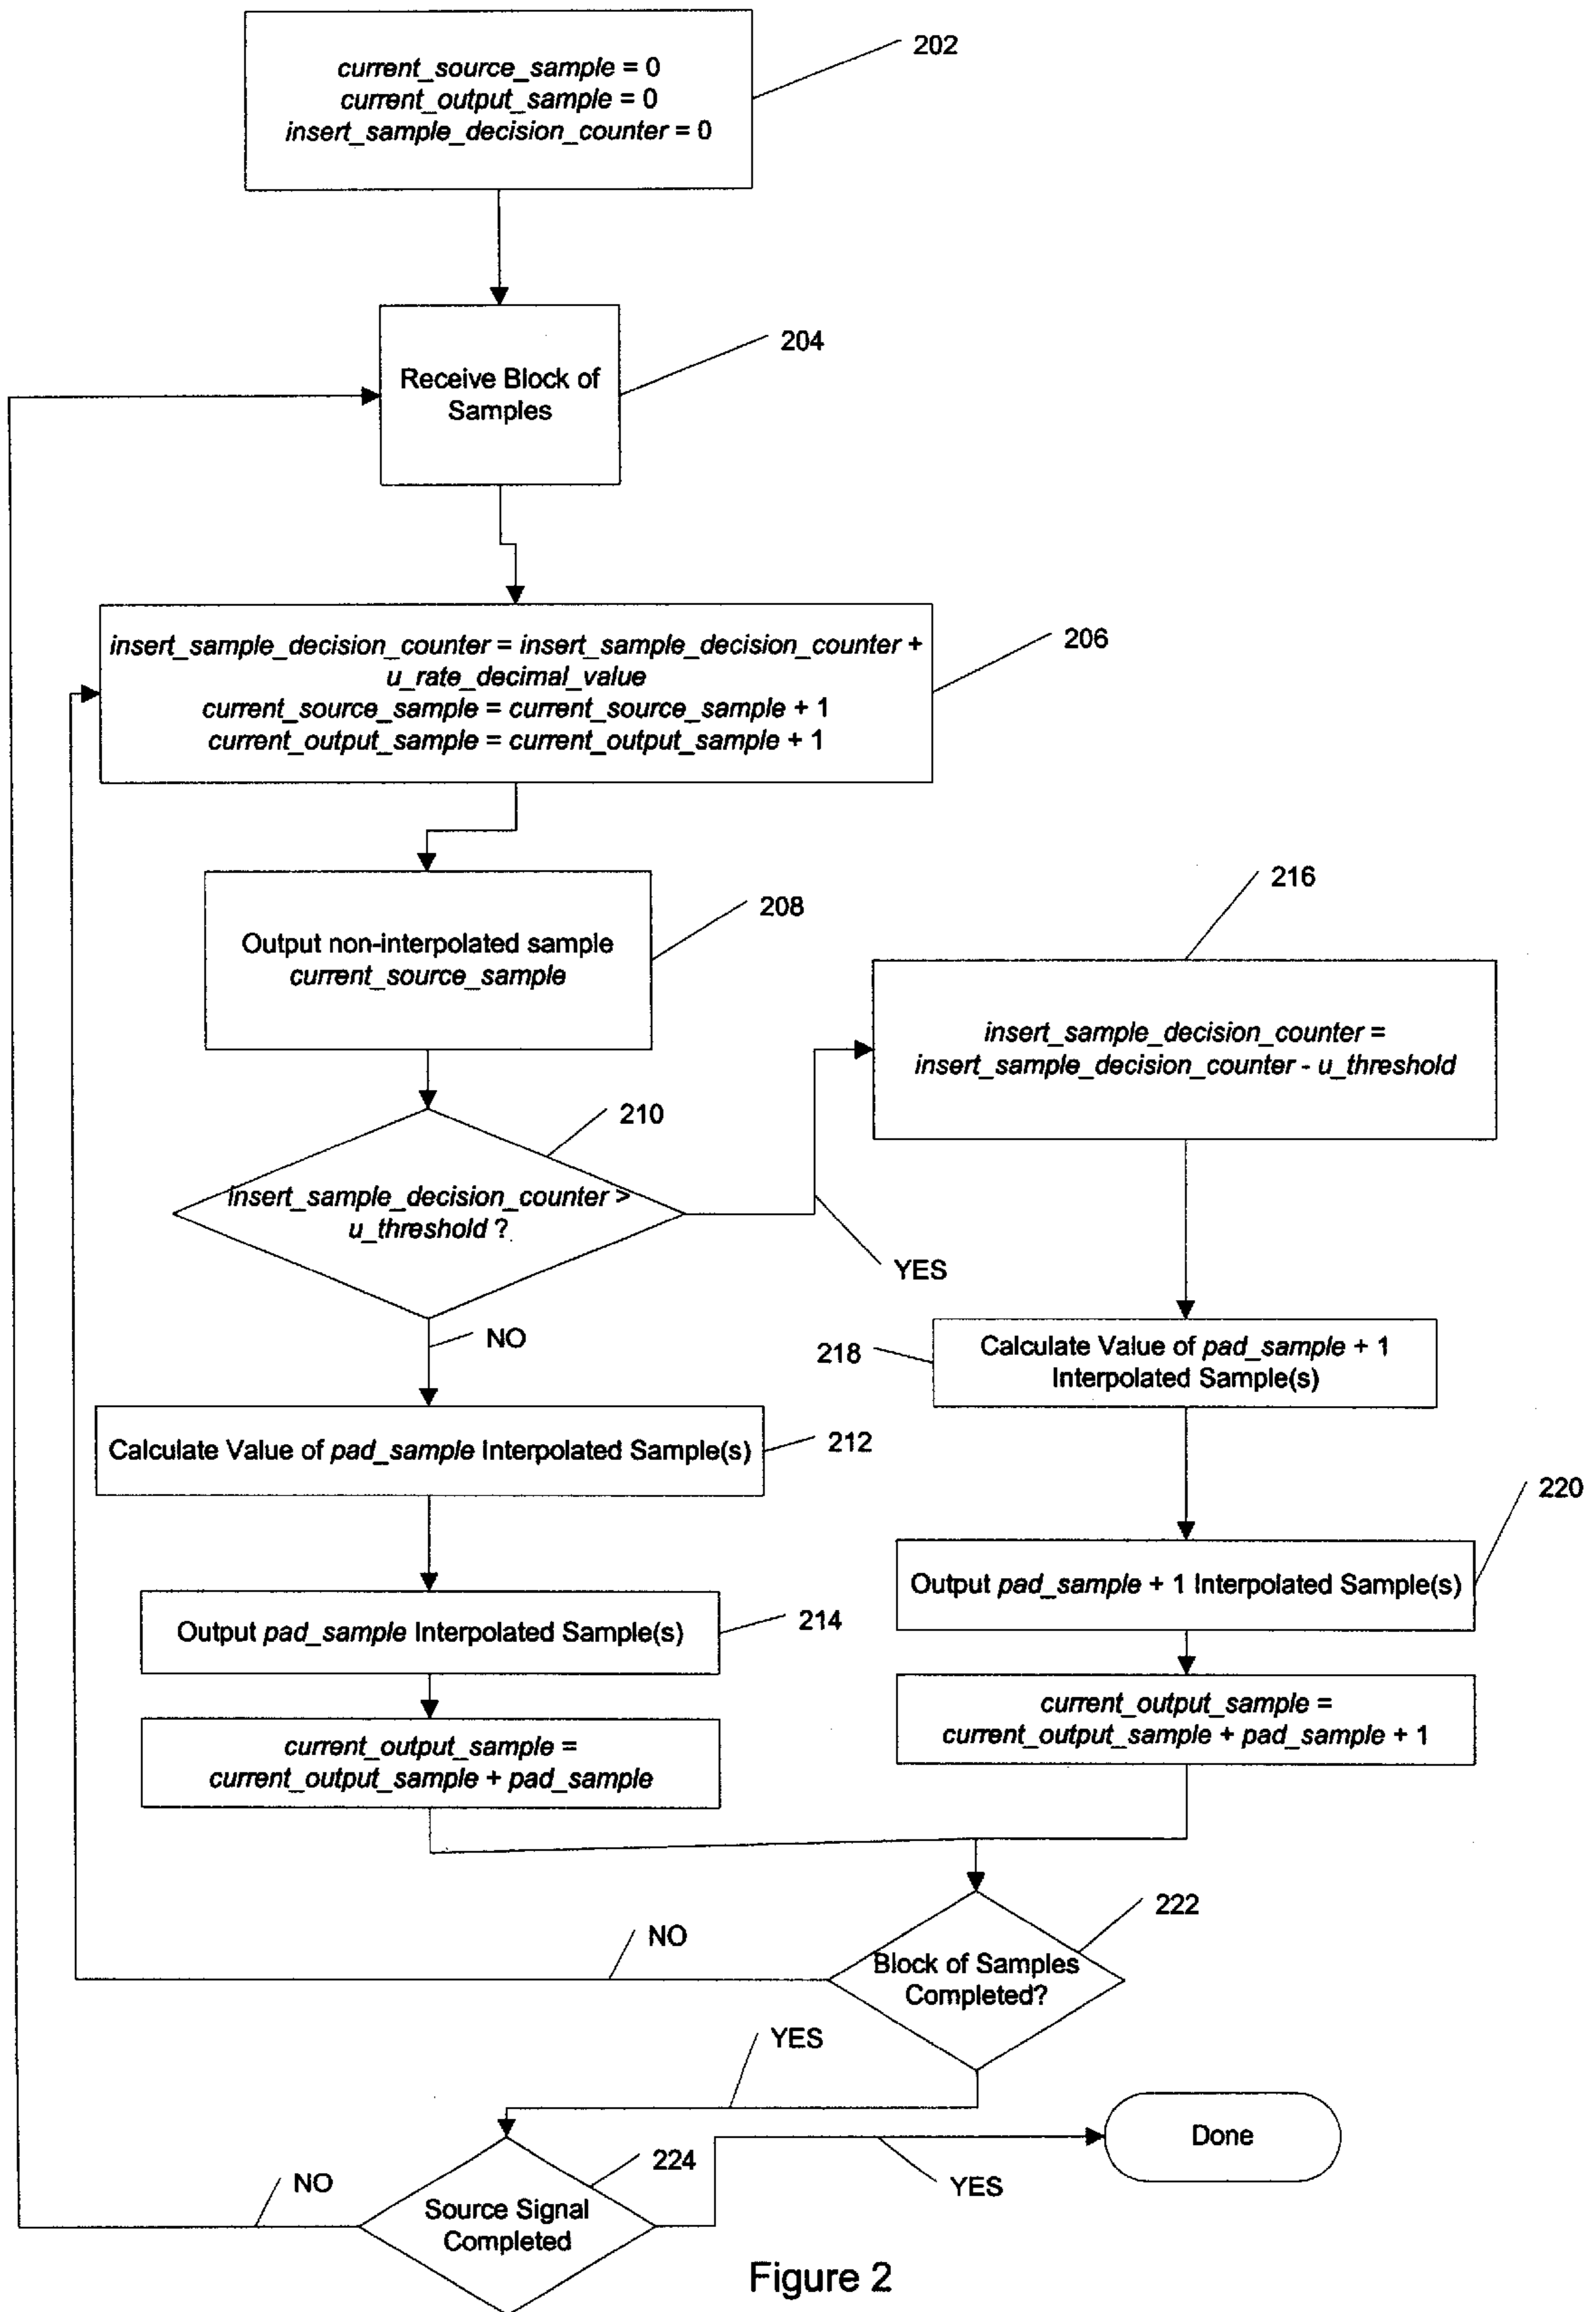 current_source_sample = 0
current_output_sample = 0
insert_sample_decision_counter = 0
202
Receive Block of
Samples
204
insert_sample_decision_counter = insert_sample_decision_counter +
u_rate_decimal_value
current_source_sample = current_source_sample + 1
current_output_sample = current_output_sample + 1
206
Output non-interpolated sample
current_source_sample
208
216
insert_sample_decision_counter =
insert_sample_decision_counter - u_threshold
210
insert_sample_decision_counter >
u_threshold ?
YES
NO
218
Calculate Value of pad_sample + 1
Interpolated Sample(s)
Calculate Value of pad_sample Interpolated Sample(s)
212
220
Output pad_sample + 1 Interpolated Sample(s)
Output pad_sample Interpolated Sample(s)
214
current_output_sample =
current_output_sample + pad_sample + 1
current_output_sample =
current_output_sample + pad_sample
222
NO
Block of Samples
Completed?
YES
Done
224
NO
YES
Source Signal
Completed
Figure 2